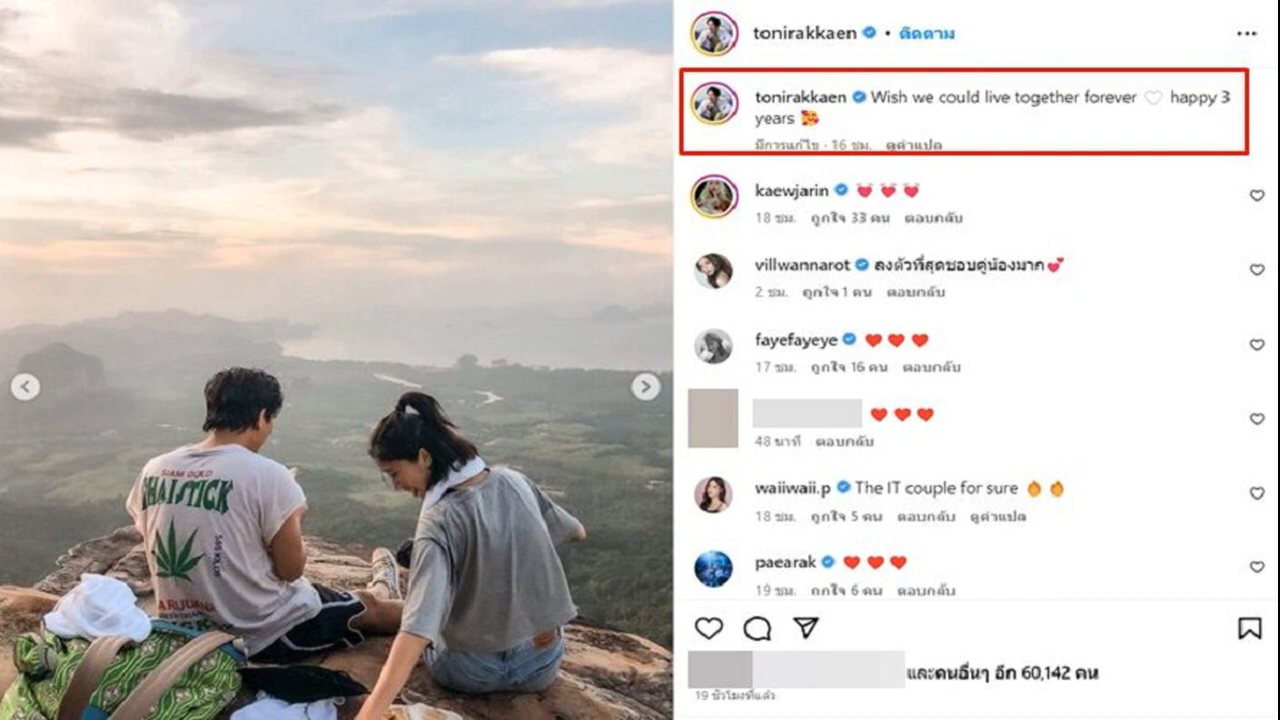 tonirakkaen • ติดตาม
tonirakkaen Wish we could live together forever 🤍 happy 3
years 🥰
มีการแก้ไข · 16 ชม. ดูคำแปล
kaewjarin 💓 💓 💓
18 ชม. ถูกใจ 33 คน ตอบกลับ
villwannarot ลงตัวที่สุดชอบคู่น้องมาก💕
2 ชม. ถูกใจ 1 คน ตอบกลับ
fayefayeye ❤️ ❤️ ❤️
17 ชม. ถูกใจ 16 คน ตอบกลับ
❤️ ❤️ ❤️
48 นาที ตอบกลับ
waiiwaii.p The IT couple for sure 🔥 🔥
18 ชม. ถูกใจ 5 คน ตอบกลับ ดูคำแปล
paearak ❤️ ❤️ ❤️
19 ชม. ถูกใจ 6 คน ตอบกลับ
และคนอื่นๆ อีก 60,142 คน
19 ชั่วโมงที่แล้ว
SIAM GOLD
THAI STICK